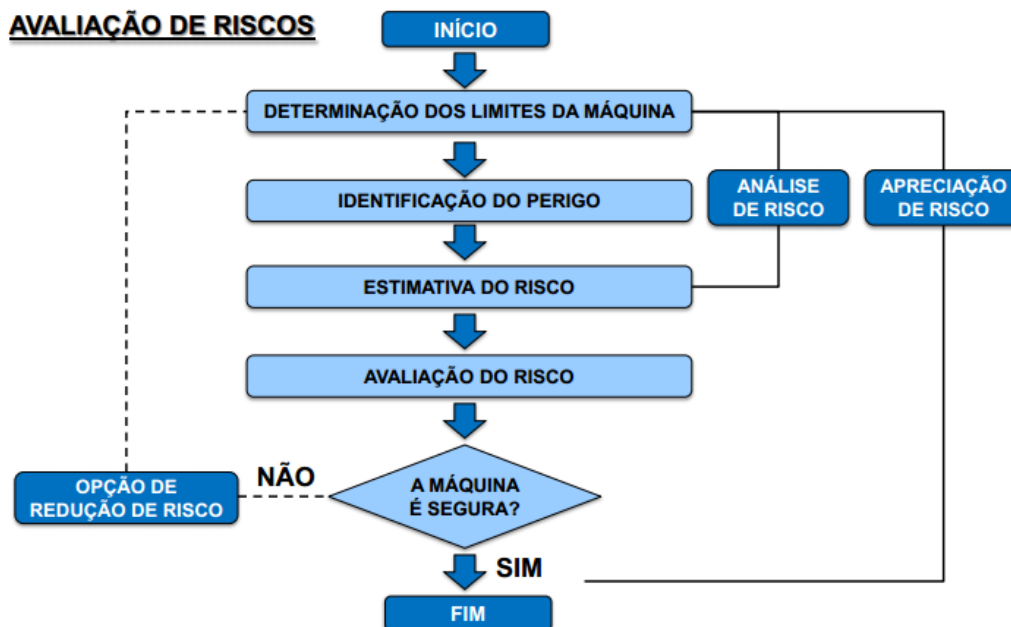 AVALIAÇÃO DE RISCOS
INÍCIO
DETERMINAÇÃO DOS LIMITES DA MÁQUINA
IDENTIFICAÇÃO DO PERIGO
ANÁLISE
DE RISCO
APRECIAÇÃO
DE RISCO
ESTIMATIVA DO RISCO
AVALIAÇÃO DO RISCO
A MÁQUINA
É SEGURA?
NÃO
OPÇÃO DE
REDUÇÃO DE RISCO
SIM
FIM